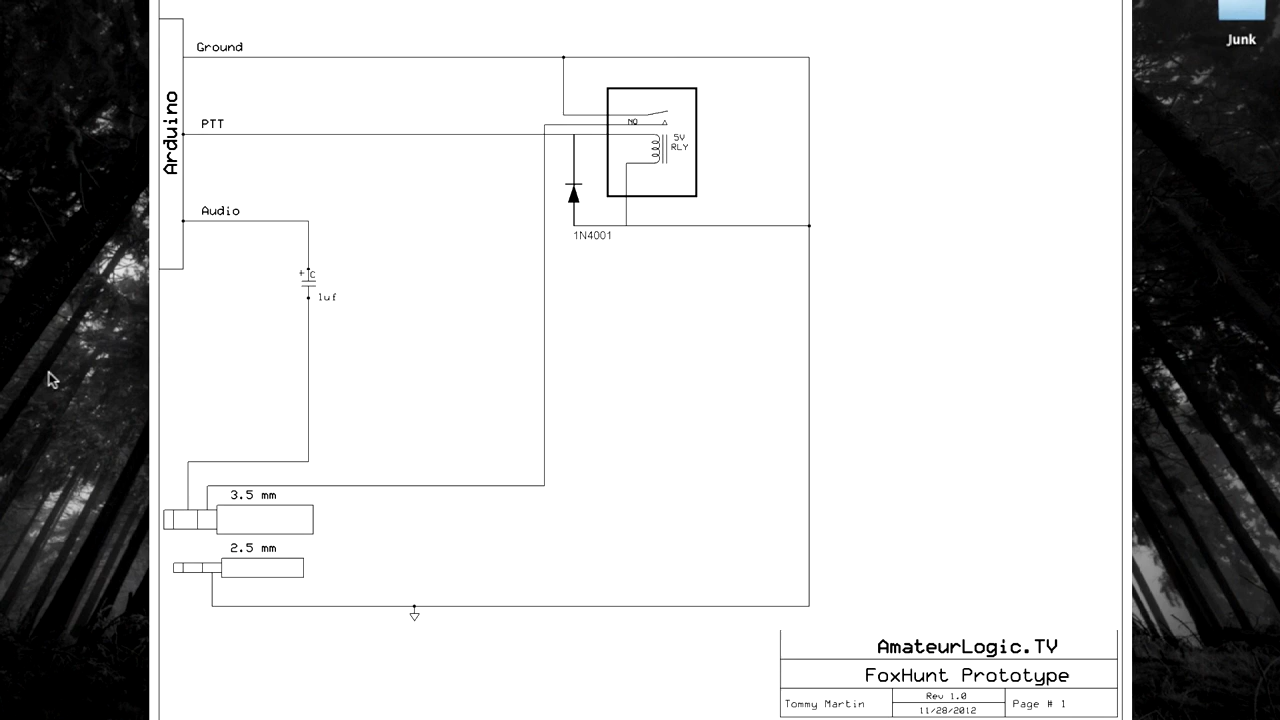 Junk
Ground
Arduino
PTT
NO
5V
RLY
Audio
1N4001
+
C
1uf
3.5 mm
2.5 mm
AmateurLogic.TV
FoxHunt Prototype
Tommy Martin
Rev 1.0
11/28/2012
Page # 1